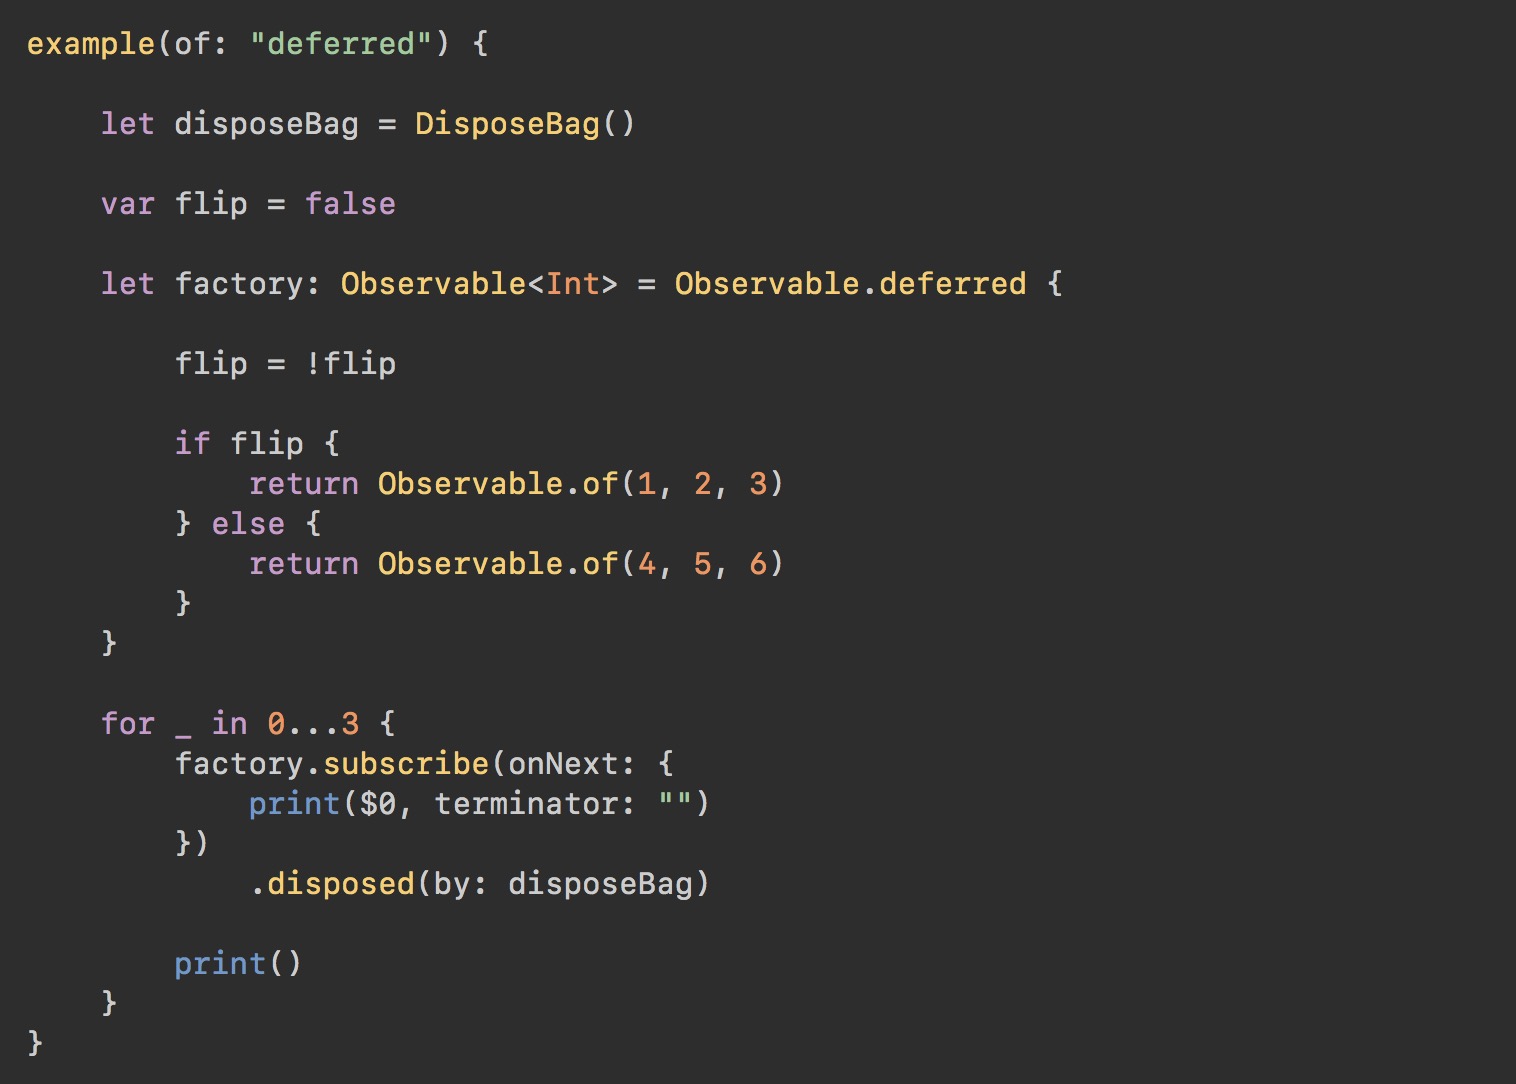 example(of: "deferred") {
    let disposeBag = DisposeBag()
    var flip = false
    let factory: Observable<Int> = Observable.deferred {
        flip = !flip
        if flip {
            return Observable.of(1, 2, 3)
        } else {
            return Observable.of(4, 5, 6)
        }
    }
    for _ in 0...3 {
        factory.subscribe(onNext: {
            print($0, terminator: "")
        })
            .disposed(by: disposeBag)
        print()
    }
}